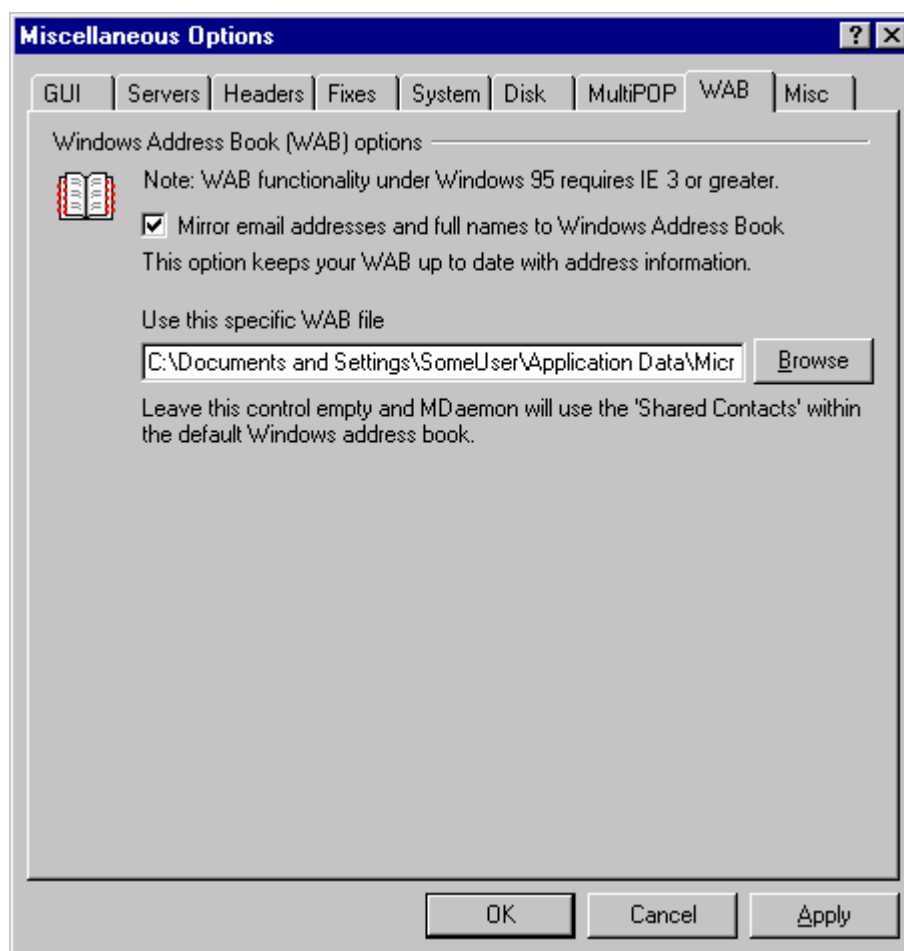 Miscellaneous Options
GUI Servers Headers Fixes System Disk MultiPOP WAB Misc
Windows Address Book (WAB) options
Note: WAB functionality under Windows 95 requires IE 3 or greater.
Mirror email addresses and full names to Windows Address Book
This option keeps your WAB up to date with address information.
Use this specific WAB file
C:\Documents and Settings\SomeUser\Application Data\Micr Browse
Leave this control empty and MDaemon will use the 'Shared Contacts' within
the default Windows address book.
OK Cancel Apply